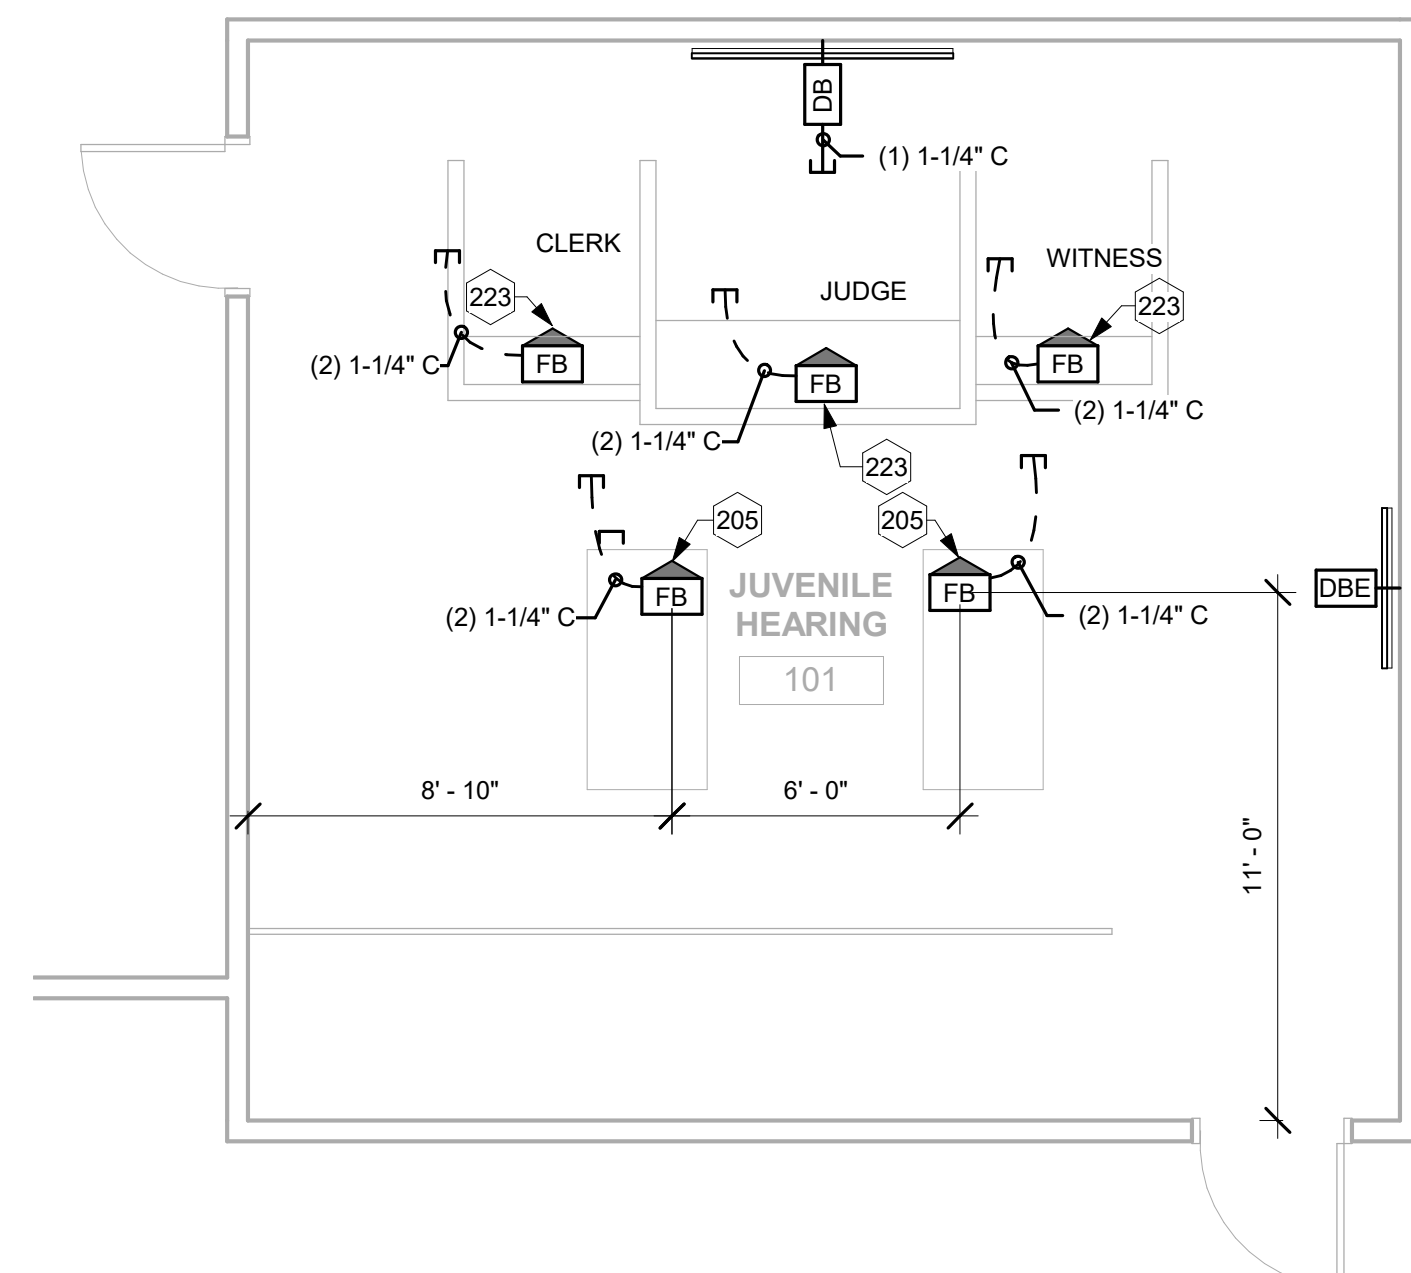 DB
(1) 1-1/4" C
CLERK
WITNESS
JUDGE
223
223
(2) 1-1/4" C
FB
FB
FB
(2) 1-1/4" C
(2) 1-1/4" C
223
205
205
JUVENILE
HEARING
101
FB
FB
DBE
(2) 1-1/4" C
(2) 1-1/4" C
8' - 10"
6' - 0"
11' - 0"